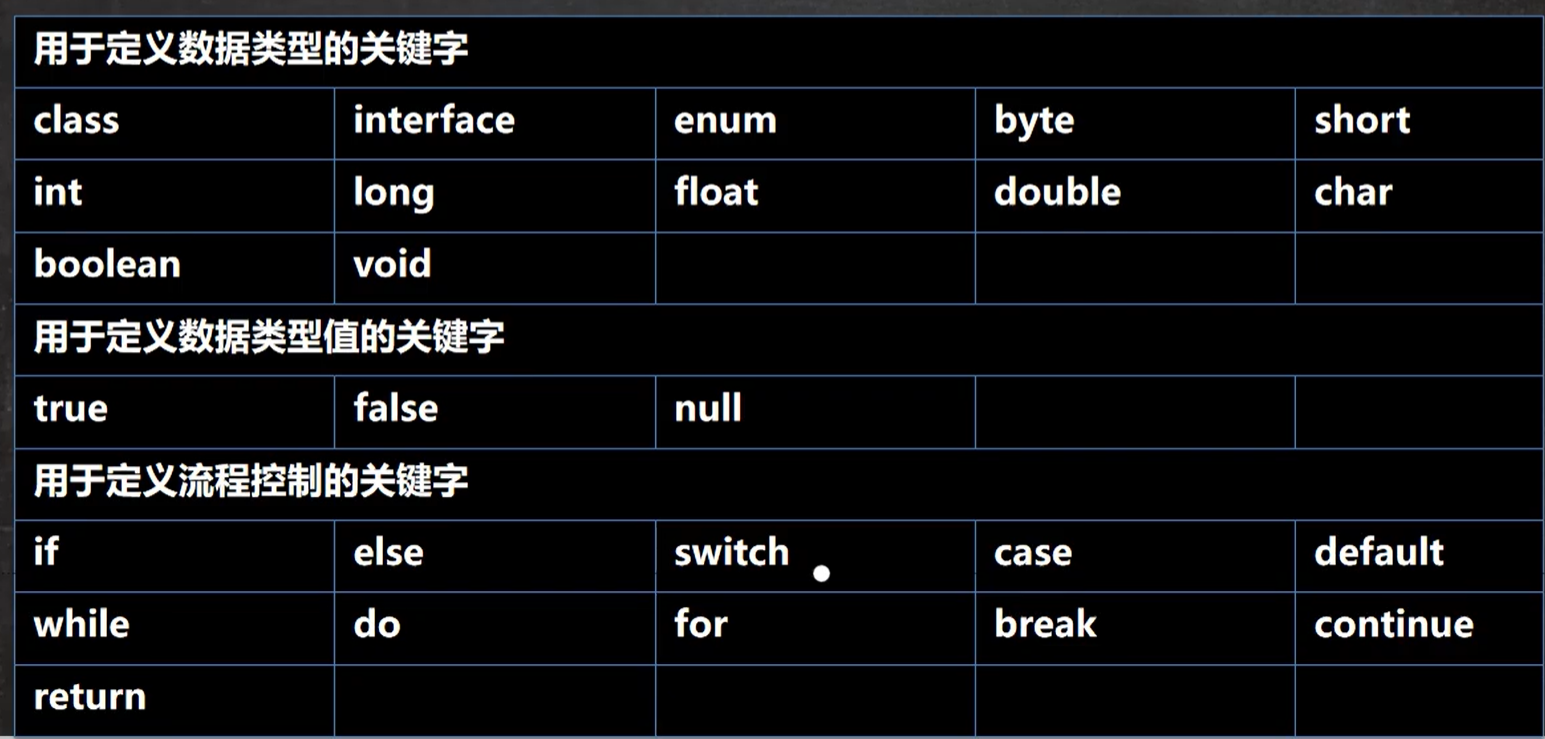 用于定义数据类型的关键字
class interface enum byte short
int long float double char
boolean void
用于定义数据类型值的关键字
true false null
用于定义流程控制的关键字
if else switch case default
while do for break continue
return